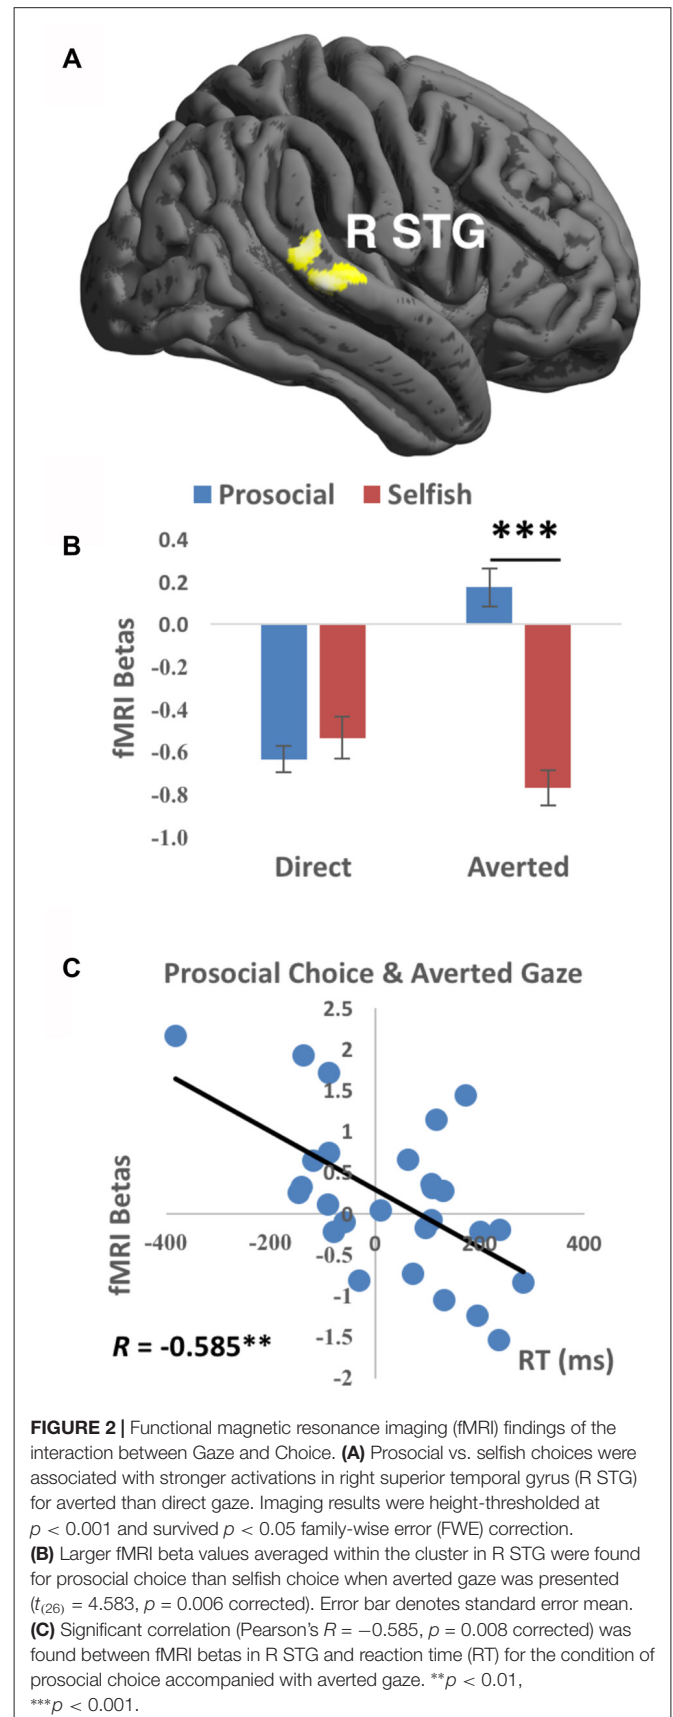 A
R STG
Prosocial Selfish
B
***
0.4
0.2
0.0
-0.2
-0.4
-0.6
-0.8
-1.0
fMRI Betas
Direct Averted
C
Prosocial Choice & Averted Gaze
2.5
2
1.5
1
0.5
0
-400 -200 0 200 400
-0.5
-1
-1.5
-2
fMRI Betas
R = -0.585**
RT (ms)
FIGURE 2 | Functional magnetic resonance imaging (fMRI) findings of the
interaction between Gaze and Choice. (A) Prosocial vs. selfish choices were
associated with stronger activations in right superior temporal gyrus (R STG)
for averted than direct gaze. Imaging results were height-thresholded at
p < 0.001 and survived p < 0.05 family-wise error (FWE) correction.
(B) Larger fMRI beta values averaged within the cluster in R STG were found
for prosocial choice than selfish choice when averted gaze was presented
(t(26) = 4.583, p = 0.006 corrected). Error bar denotes standard error mean.
(C) Significant correlation (Pearson's R = −0.585, p = 0.008 corrected) was
found between fMRI betas in R STG and reaction time (RT) for the condition of
prosocial choice accompanied with averted gaze. **p < 0.01,
***p < 0.001.